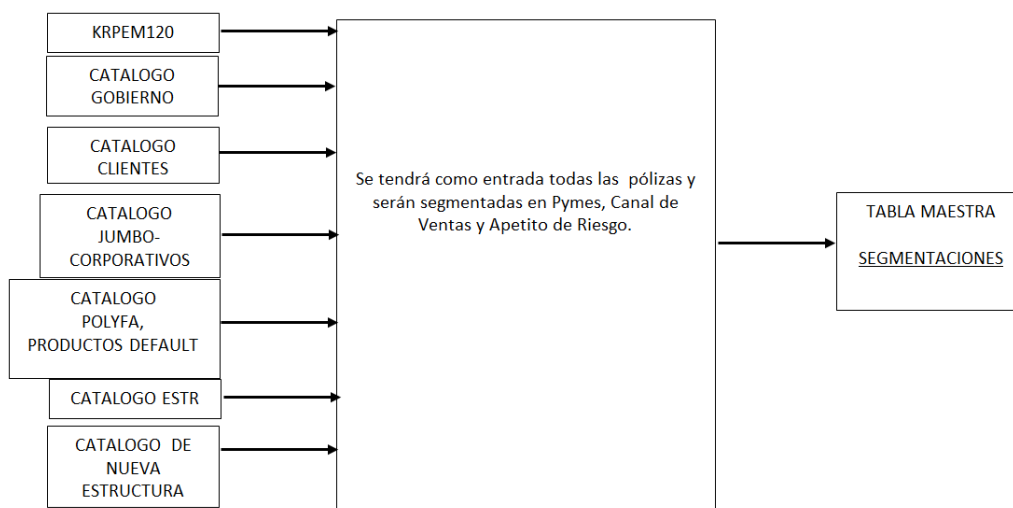 KRPEM120
CATALOGO
GOBIERNO
CATALOGO
CLIENTES
CATALOGO
JUMBO-
CORPORATIVOS
CATALOGO
POLYFA,
PRODUCTOS DEFAULT
CATALOGO ESTR
CATALOGO DE
NUEVA
ESTRUCTURA
Se tendrá como entrada todas las pólizas y
serán segmentadas en Pymes, Canal de
Ventas y Apetito de Riesgo.
TABLA MAESTRA
SEGMENTACIONES